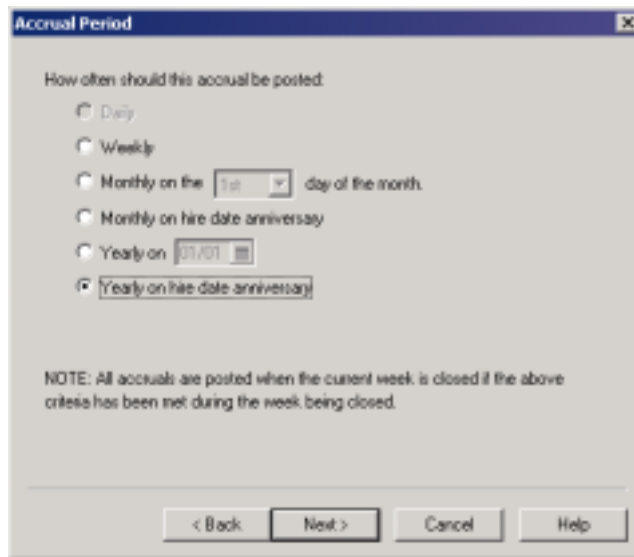 Accrual Period
How often should this accrual be posted:
Daily
Weekly
Monthly on the 1st day of the month.
Monthly on hire date anniversary
Yearly on 01/01
Yearly on hire date anniversary
NOTE: All accruals are posted when the current week is closed if the above
criteria has been met during the week being closed.
< Back Next > Cancel Help